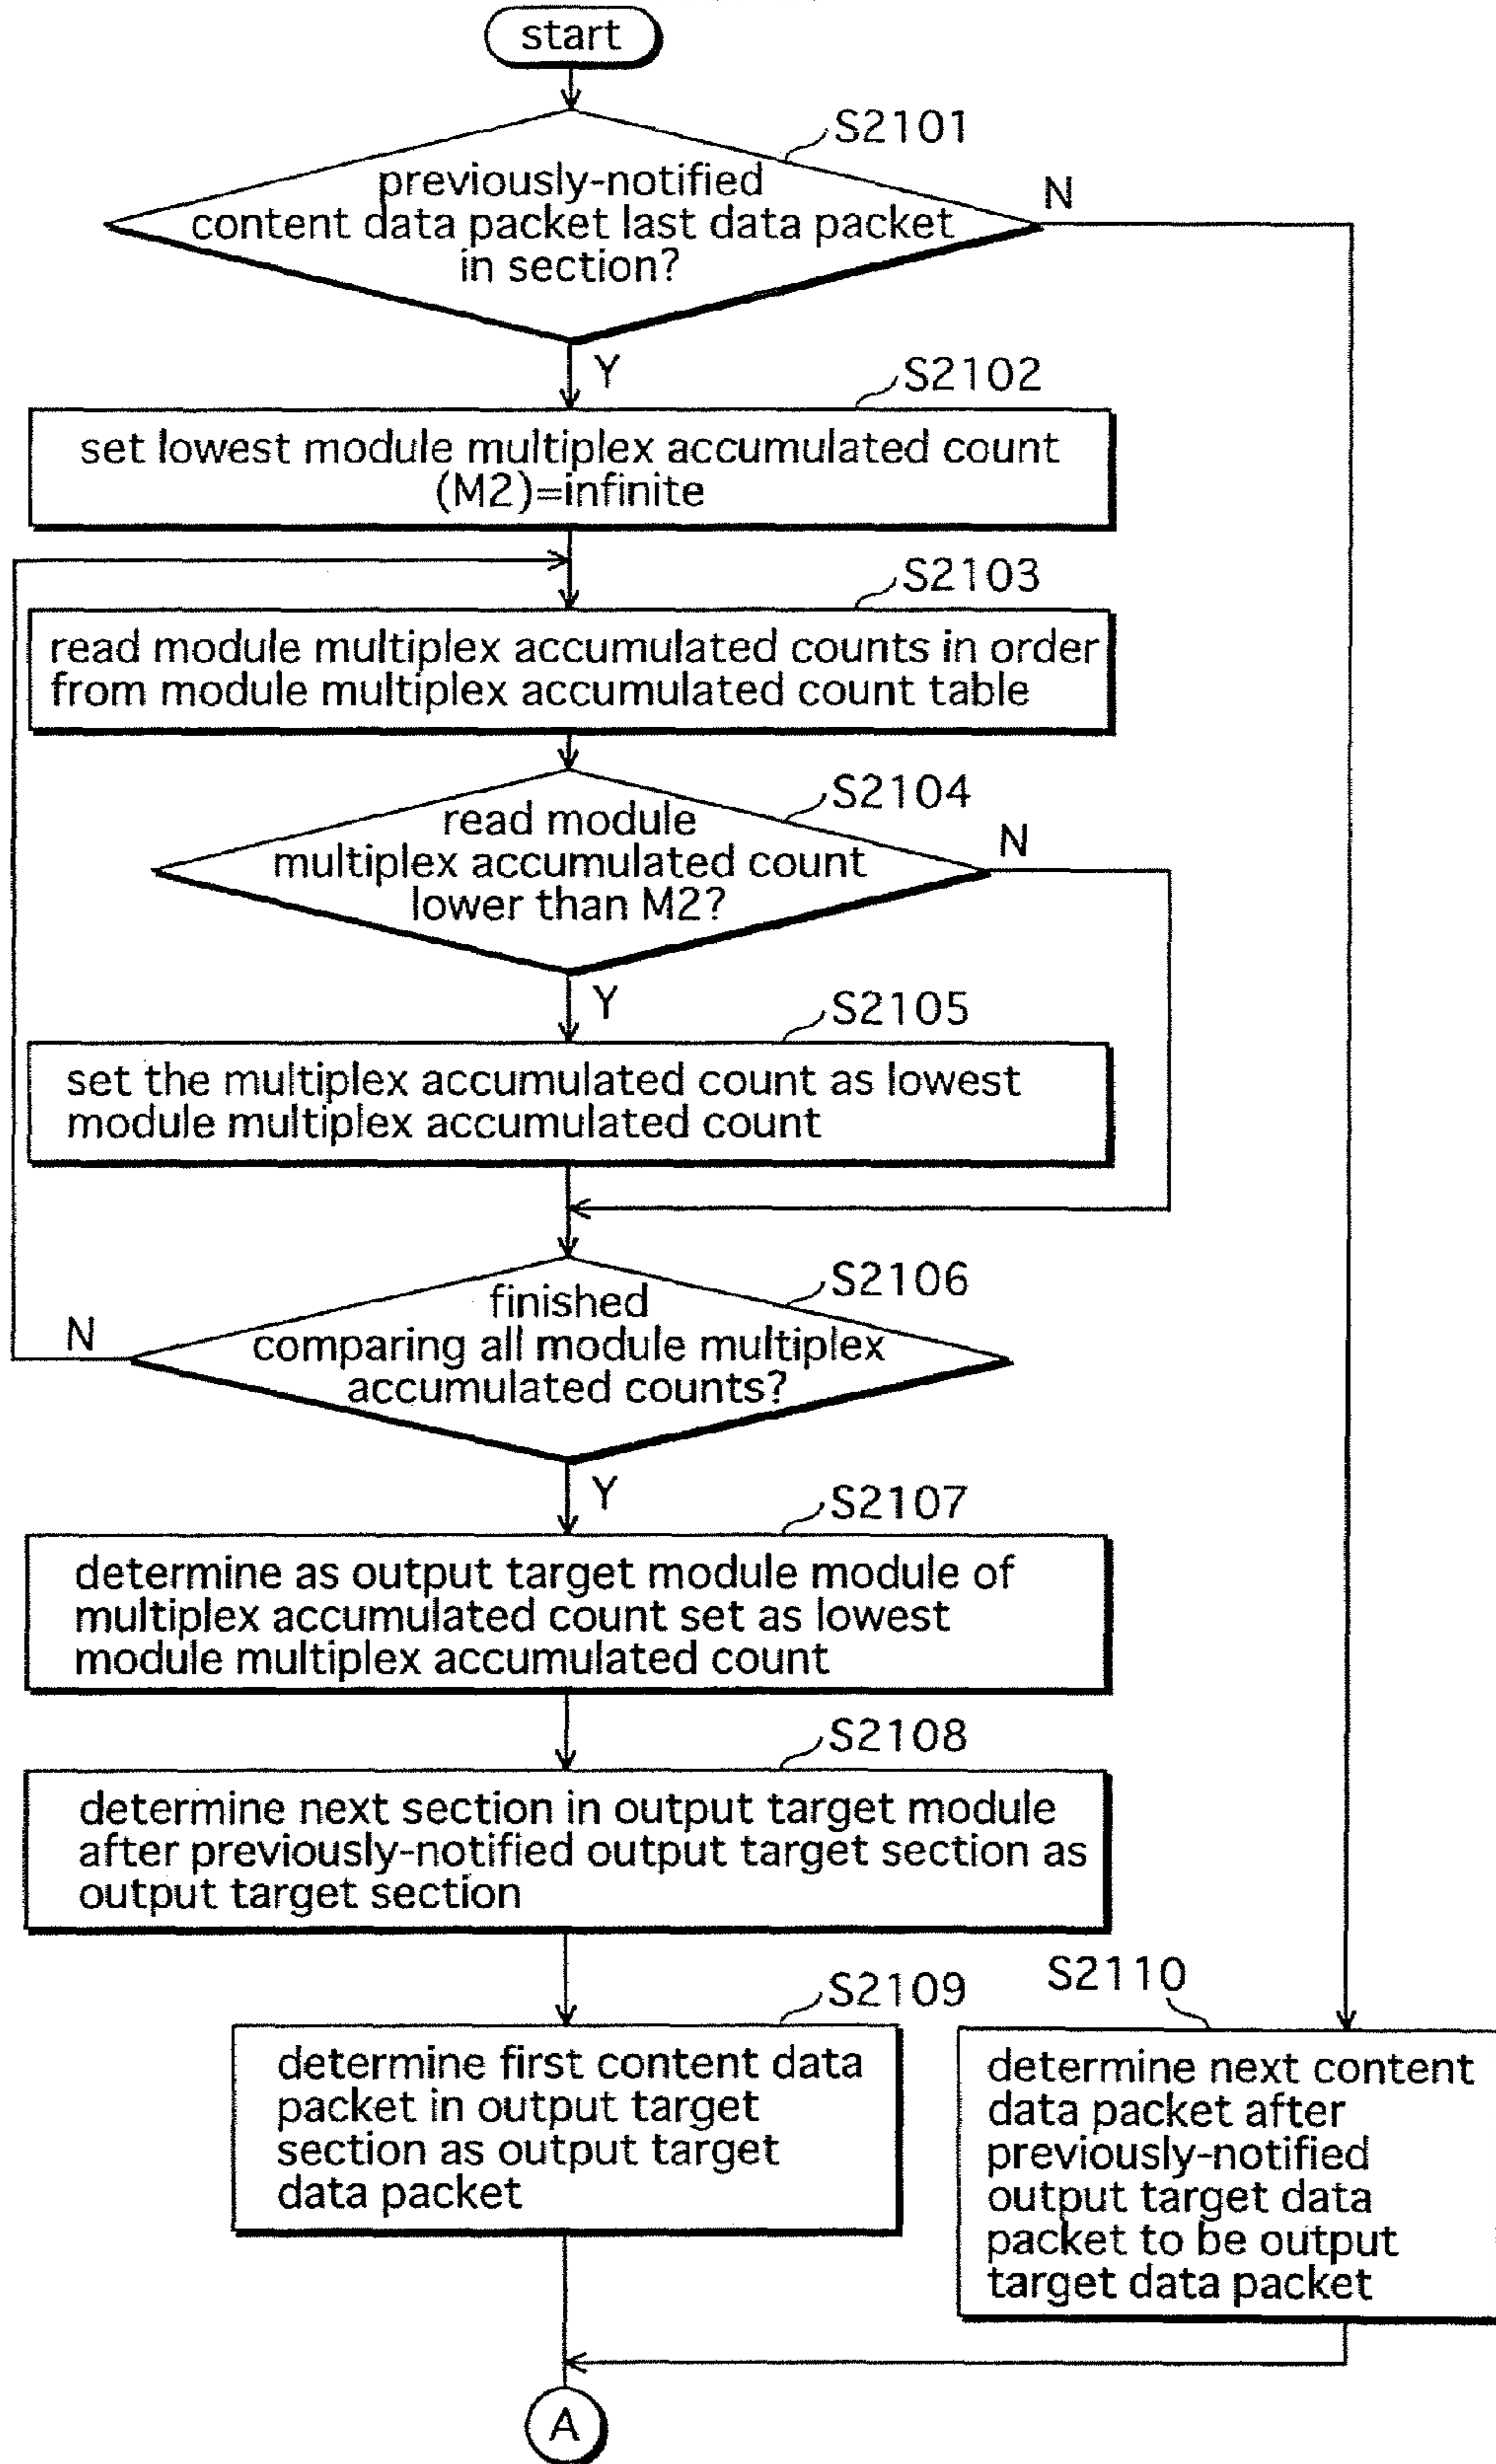 start
S2101
previously-notified
content data packet last data packet
in section?
N
Y
S2102
set lowest module multiplex accumulated count
(M2)=infinite
S2103
read module multiplex accumulated counts in order
from module multiplex accumulated count table
S2104
read module
multiplex accumulated count
lower than M2?
N
Y
S2105
set the multiplex accumulated count as lowest
module multiplex accumulated count
S2106
finished
comparing all module multiplex
accumulated counts?
N
Y
S2107
determine as output target module module of
multiplex accumulated count set as lowest
module multiplex accumulated count
S2108
determine next section in output target module
after previously-notified output target section as
output target section
S2109
determine first content data
packet in output target
section as output target
data packet
S2110
determine next content
data packet after
previously-notified
output target data
packet to be output
target data packet
A